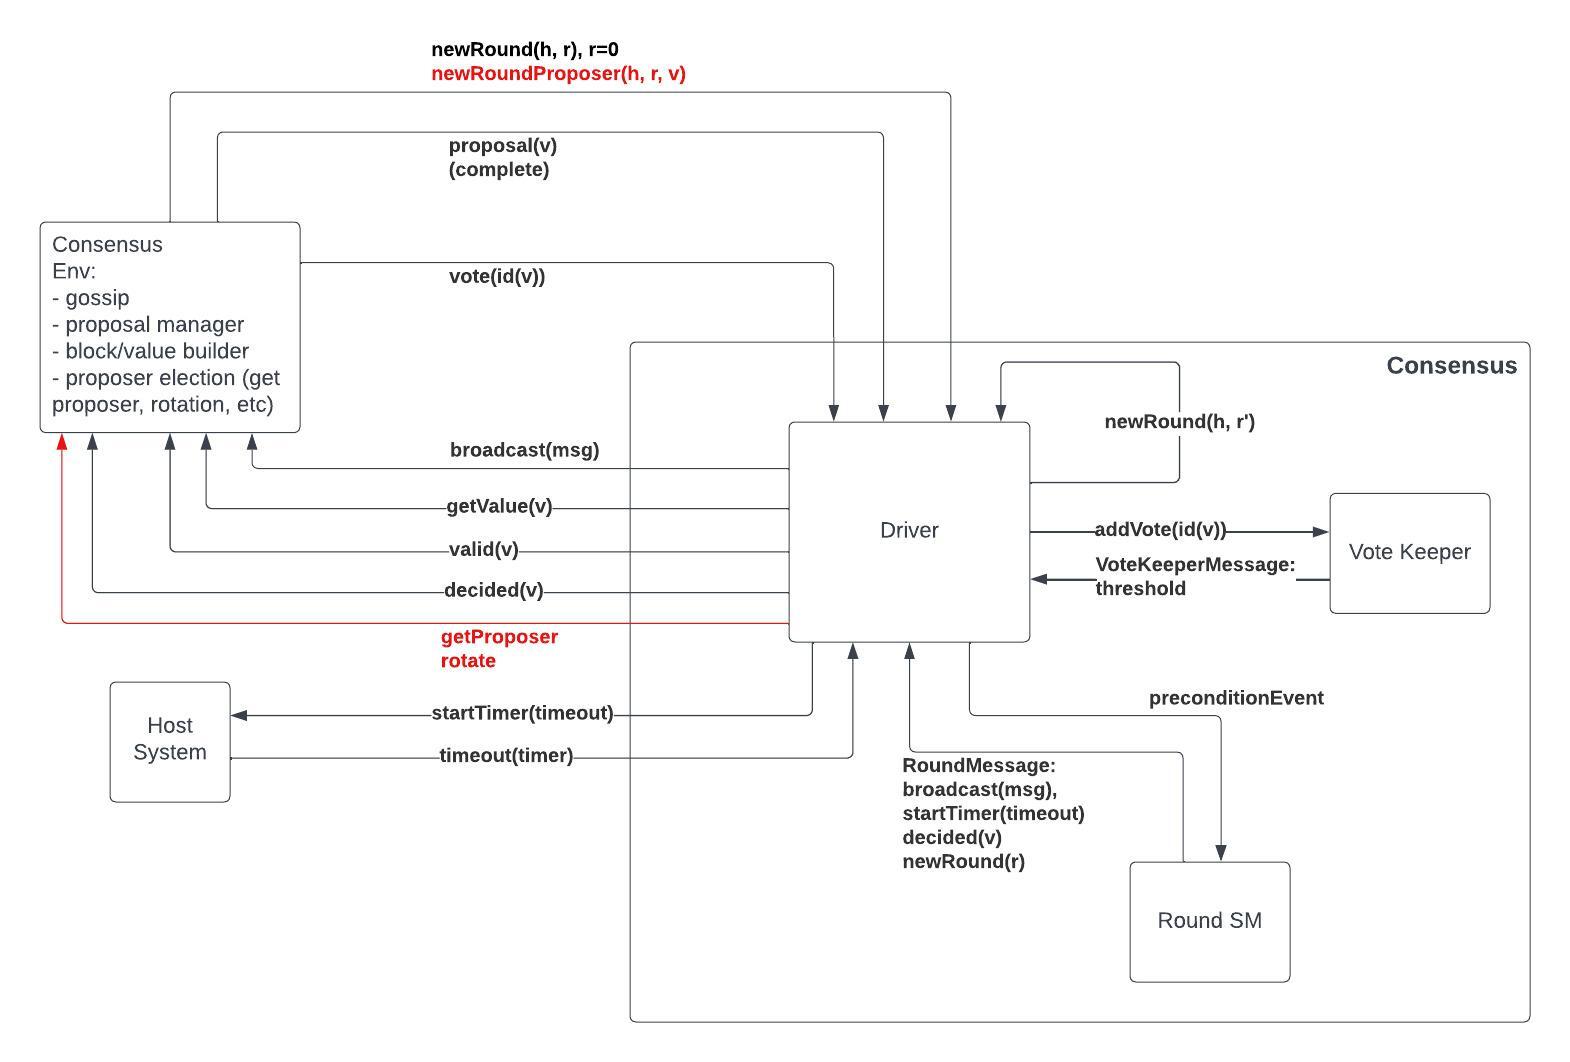 newRound(h, r), r=0
newRoundProposer(h, r, v)
proposal(v)
(complete)
vote(id(v))
Consensus
Env:
- gossip
- proposal manager
- block/value builder
- proposer election (get
proposer, rotation, etc)
Consensus
newRound(h, r')
broadcast(msg)
getValue(v)
valid(v)
decided(v)
getProposer
rotate
Driver
addVote(id(v))
VoteKeeperMessage:
threshold
Vote Keeper
Host
System
startTimer(timeout)
timeout(timer)
preconditionEvent
RoundMessage:
broadcast(msg),
startTimer(timeout)
decided(v)
newRound(r)
Round SM